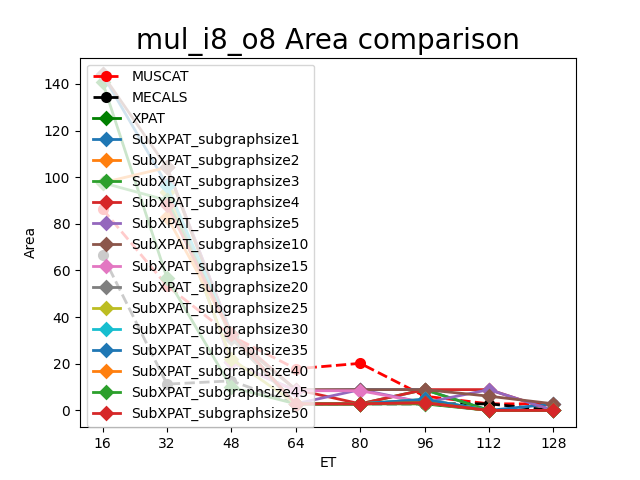 mul_i8_o8 Area comparison
MUSCAT
MECALS
XPAT
SubXPAT_subgraphsize1
SubXPAT_subgraphsize2
SubXPAT_subgraphsize3
SubXPAT_subgraphsize4
SubXPAT_subgraphsize5
SubXPAT_subgraphsize10
SubXPAT_subgraphsize15
SubXPAT_subgraphsize20
SubXPAT_subgraphsize25
SubXPAT_subgraphsize30
SubXPAT_subgraphsize35
SubXPAT_subgraphsize40
SubXPAT_subgraphsize45
SubXPAT_subgraphsize50
140
120
100
80
60
40
20
0
Area
16 32 48 64 80 96 112 128
ET